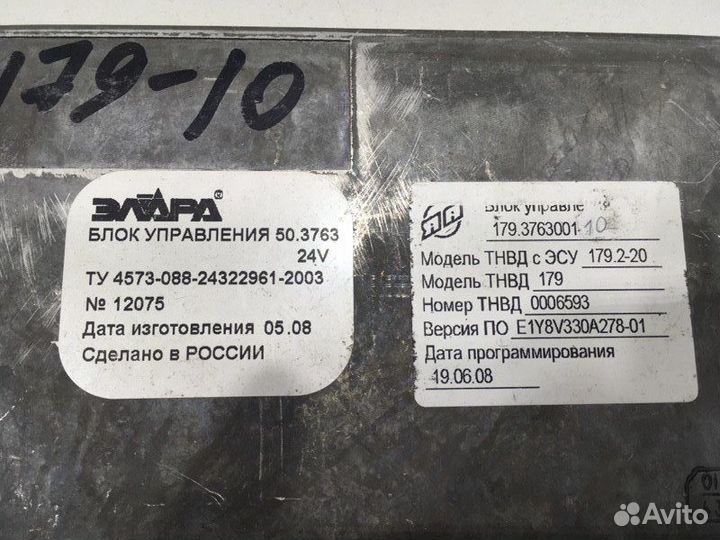 179-10
ЭЛАРА®
БЛОК УПРАВЛЕНИЯ 50.3763
24V
ТУ 4573-088-24322961-2003
№ 12075
Дата изготовления 05.08
Сделано в РОССИИ
Блок управле
179.3763001 10
Модель ТНВД с ЭСУ 179.2-20
Модель ТНВД 179
Номер ТНВД 0006593
Версия ПО E1Y8V330A278-01
Дата программирования
19.06.08
Avito